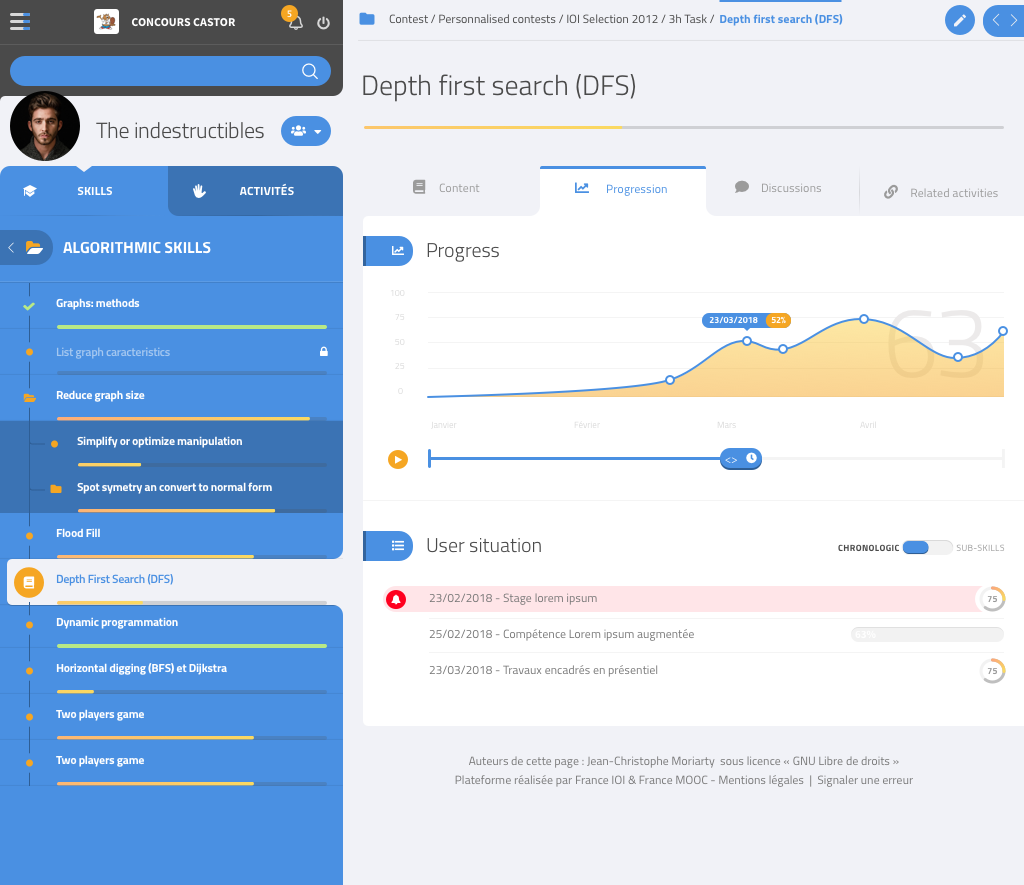 CONCOURS CASTOR
5
Contest / Personnalised contests / IOI Selection 2012 / 3h Task / Depth first search (DFS)
The indestructibles
SKILLS
ACTIVITÉS
ALGORITHMIC SKILLS
Graphs: methods
List graph caracteristics
Reduce graph size
Simplify or optimize manipulation
Spot symetry an convert to normal form
Flood Fill
Depth First Search (DFS)
Dynamic programmation
Horizontal digging (BFS) et Dijkstra
Two players game
Two players game
Depth first search (DFS)
Content
Progression
Discussions
Related activities
Progress
100
75
50
25
0
23/03/2018 52%
63
Janvier
Février
Mars
Avril
<>
User situation
CHRONOLOGIC
SUB-SKILLS
23/02/2018 - Stage lorem ipsum
75
25/02/2018 - Compétence Lorem ipsum augmentée
63%
23/03/2018 - Travaux encadrés en présentiel
75
Auteurs de cette page : Jean-Christophe Moriarty sous licence « GNU Libre de droits »
Plateforme réalisée par France IOI & France MOOC - Mentions légales | Signaler une erreur